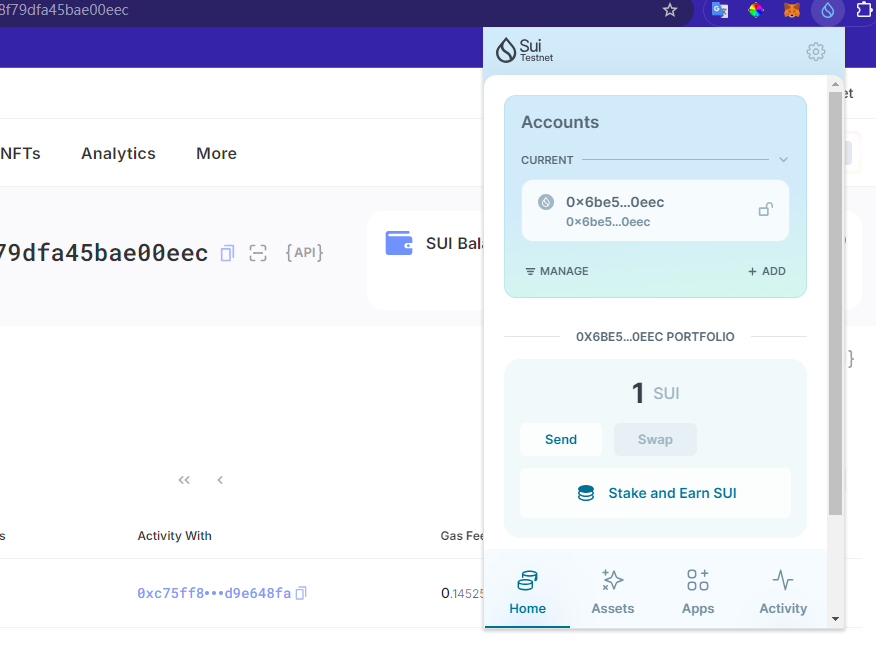 8f79dfa45bae00eec
Sui
Testnet
Accounts
CURRENT
0×6be5...0eec
0×6be5...0eec
MANAGE
+ ADD
0X6BE5...0EEC PORTFOLIO
1 SUI
Send
Swap
Stake and Earn SUI
Home
Assets
Apps
Activity
et
NFTs
Analytics
More
79dfa45bae00eec
{API}
SUI Bala
}
s
Activity With
Gas Fee
0xc75ff8•••d9e648fa
0.14525